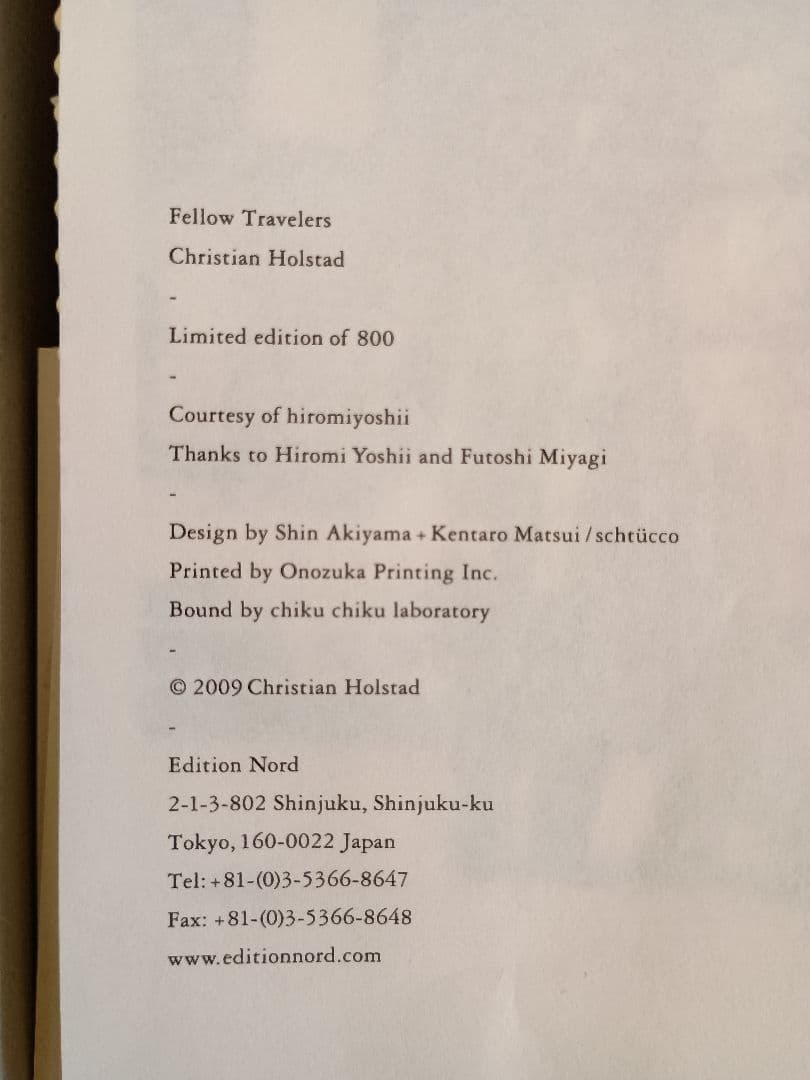 Fellow Travelers
Christian Holstad
-
Limited edition of 800
-
Courtesy of hiromiyoshii
Thanks to Hiromi Yoshii and Futoshi Miyagi
-
Design by Shin Akiyama + Kentaro Matsui / schtücco
Printed by Onozuka Printing Inc.
Bound by chiku chiku laboratory
-
© 2009 Christian Holstad
-
Edition Nord
2-1-3-802 Shinjuku, Shinjuku-ku
Tokyo, 160-0022 Japan
Tel: +81-(0)3-5366-8647
Fax: +81-(0)3-5366-8648
www.editionnord.com